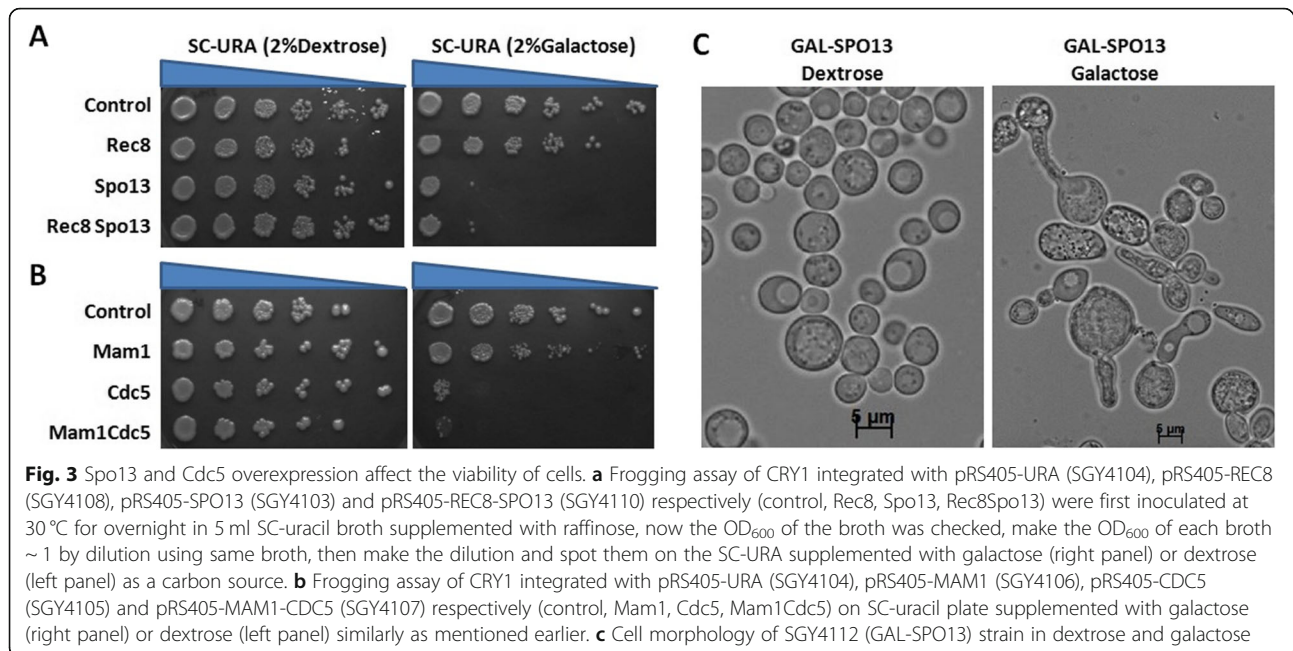 A
SC-URA (2%Dextrose)
SC-URA (2%Galactose)
Control
Rec8
Spo13
Rec8 Spo13
B
Control
Mam1
Cdc5
Mam1Cdc5
C
GAL-SPO13
Dextrose
GAL-SPO13
Galactose
5 µm
5 µm
Fig. 3 Spo13 and Cdc5 overexpression affect the viability of cells. a Frogging assay of CRY1 integrated with pRS405-URA (SGY4104), pRS405-REC8
(SGY4108), pRS405-SPO13 (SGY4103) and pRS405-REC8-SPO13 (SGY4110) respectively (control, Rec8, Spo13, Rec8Spo13) were first inoculated at
30 °C for overnight in 5 ml SC-uracil broth supplemented with raffinose, now the OD600 of the broth was checked, make the OD600 of each broth
~ 1 by dilution using same broth, then make the dilution and spot them on the SC-URA supplemented with galactose (right panel) or dextrose
(left panel) as a carbon source. b Frogging assay of CRY1 integrated with pRS405-URA (SGY4104), pRS405-MAM1 (SGY4106), pRS405-CDC5
(SGY4105) and pRS405-MAM1-CDC5 (SGY4107) respectively (control, Mam1, Cdc5, Mam1Cdc5) on SC-uracil plate supplemented with galactose
(right panel) or dextrose (left panel) similarly as mentioned earlier. c Cell morphology of SGY4112 (GAL-SPO13) strain in dextrose and galactose